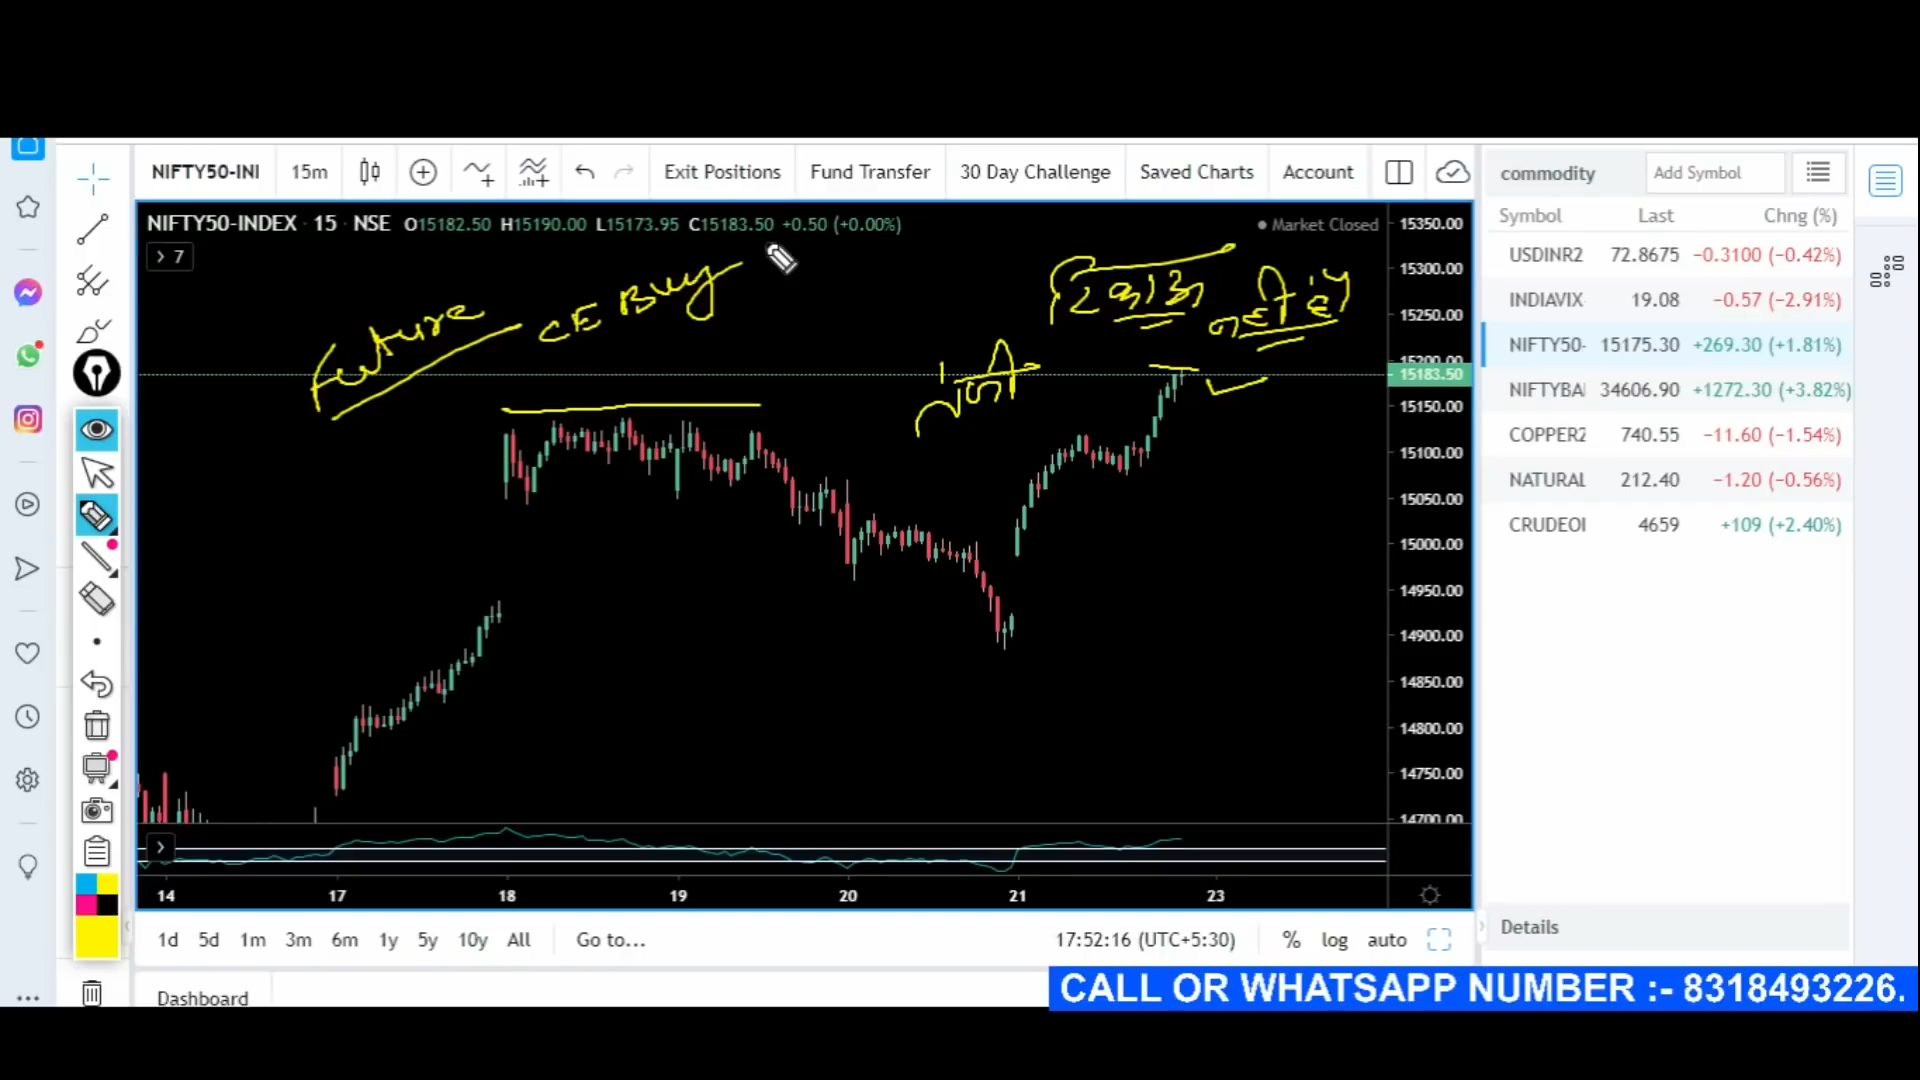 NIFTY50-INI 15m Exit Positions Fund Transfer 30 Day Challenge Saved Charts Account
commodity Add Symbol
Symbol Last Chng (%)
NIFTY50-INDEX · 15 · NSE O15182.50 H15190.00 L15173.95 C15183.50 +0.50 (+0.00%)
Market Closed
7
USDINR2 72.8675 −0.3100 (−0.42%)
INDIAVIX 19.08 −0.57 (−2.91%)
NIFTY50- 15175.30 +269.30 (+1.81%)
NIFTYBA 34606.90 +1272.30 (+3.82%)
COPPER2 740.55 −11.60 (−1.54%)
NATURAL 212.40 −1.20 (−0.56%)
CRUDEOI 4659 +109 (+2.40%)
Future CE Buy
15350.00
15300.00
15250.00
15200.00
15183.50
15150.00
15100.00
15050.00
15000.00
14950.00
14900.00
14850.00
14800.00
14750.00
14700.00
14 17 18 19 20 21 23
1d 5d 1m 3m 6m 1y 5y 10y All Go to... 17:52:16 (UTC+5:30) % log auto
Details
Dashboard
CALL OR WHATSAPP NUMBER :- 8318493226.